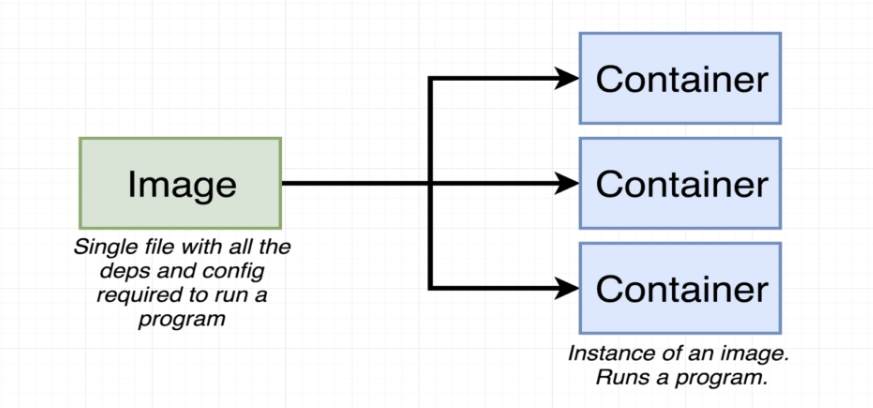 Image
Single file with all the
deps and config
required to run a
program
Container
Container
Container
Instance of an image.
Runs a program.